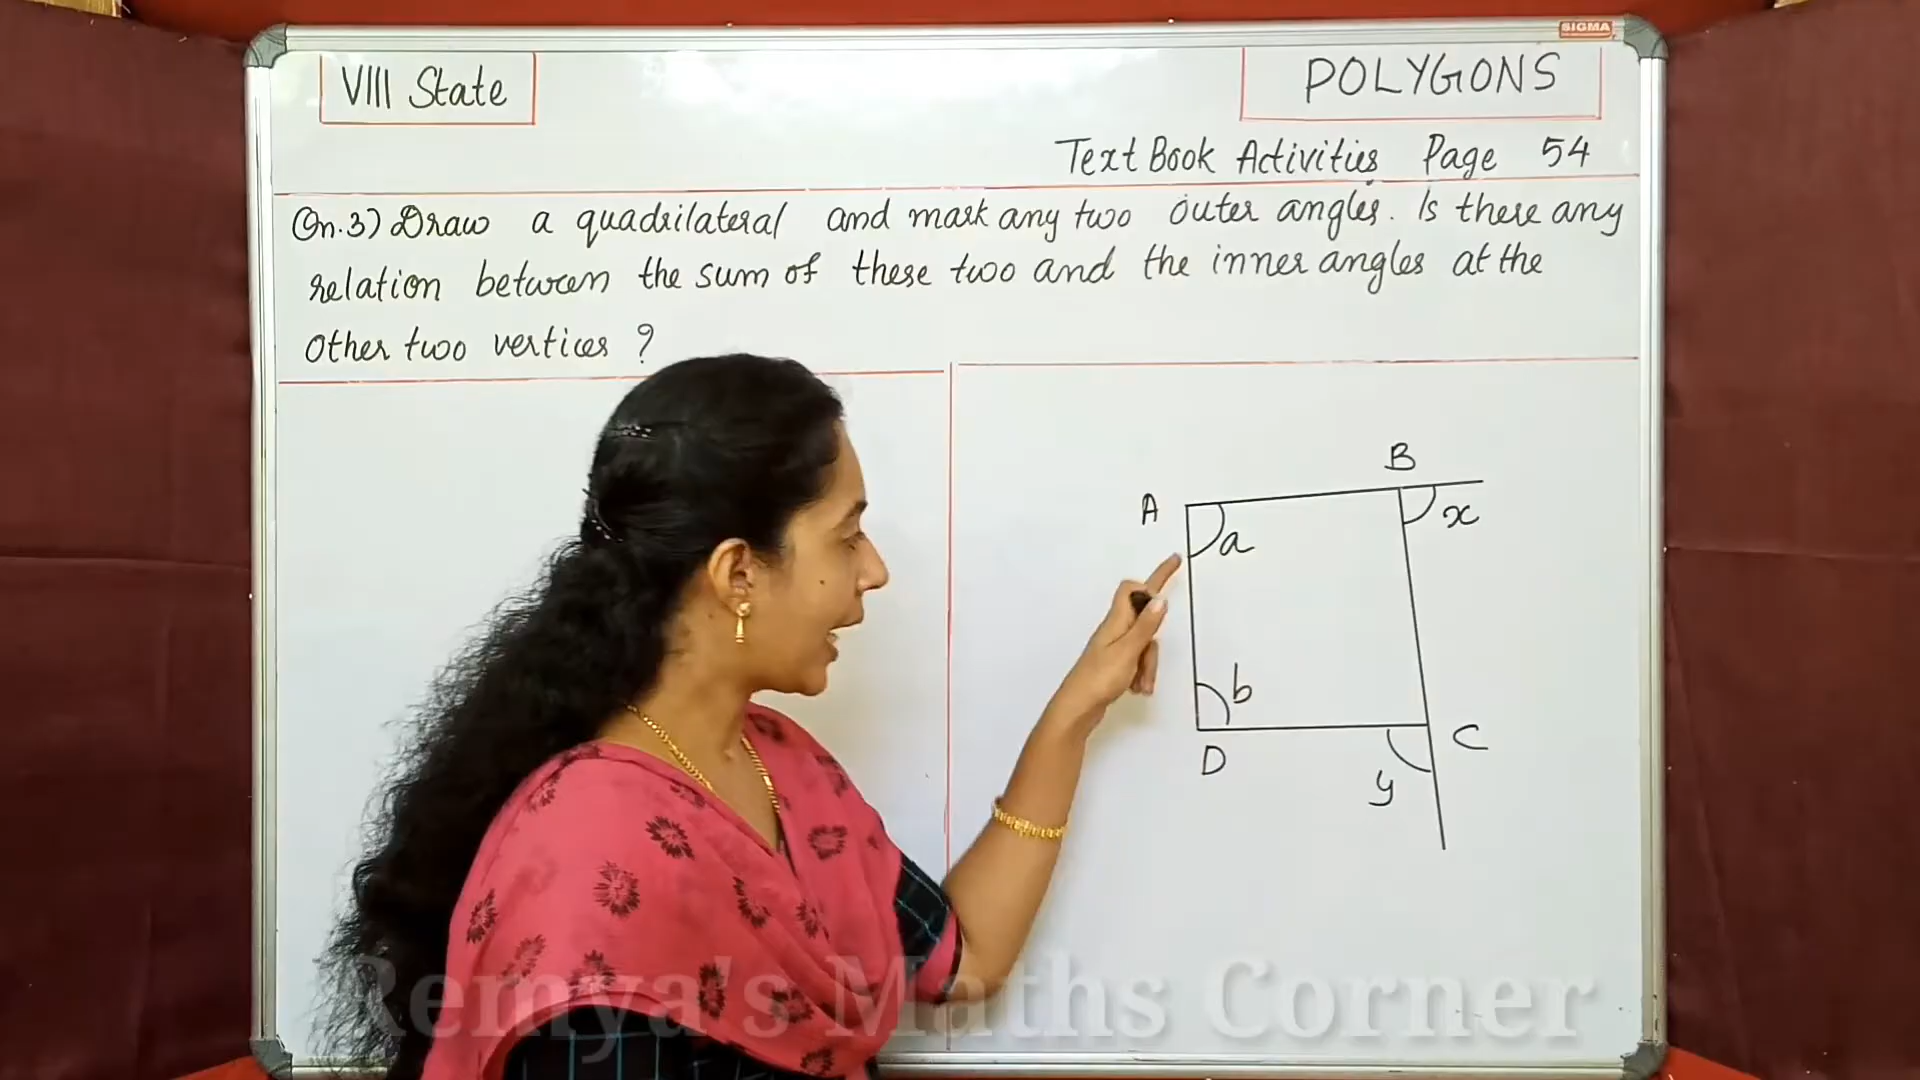 SIGMA
VIII State
POLYGONS
Text Book Activities Page 54
Qn.3) Draw a quadrilateral and mark any two outer angles. Is there any
relation between the sum of these two and the inner angles at the
other two vertices ?
B
A
x
a
b
C
D
y
Remya's Maths Corner